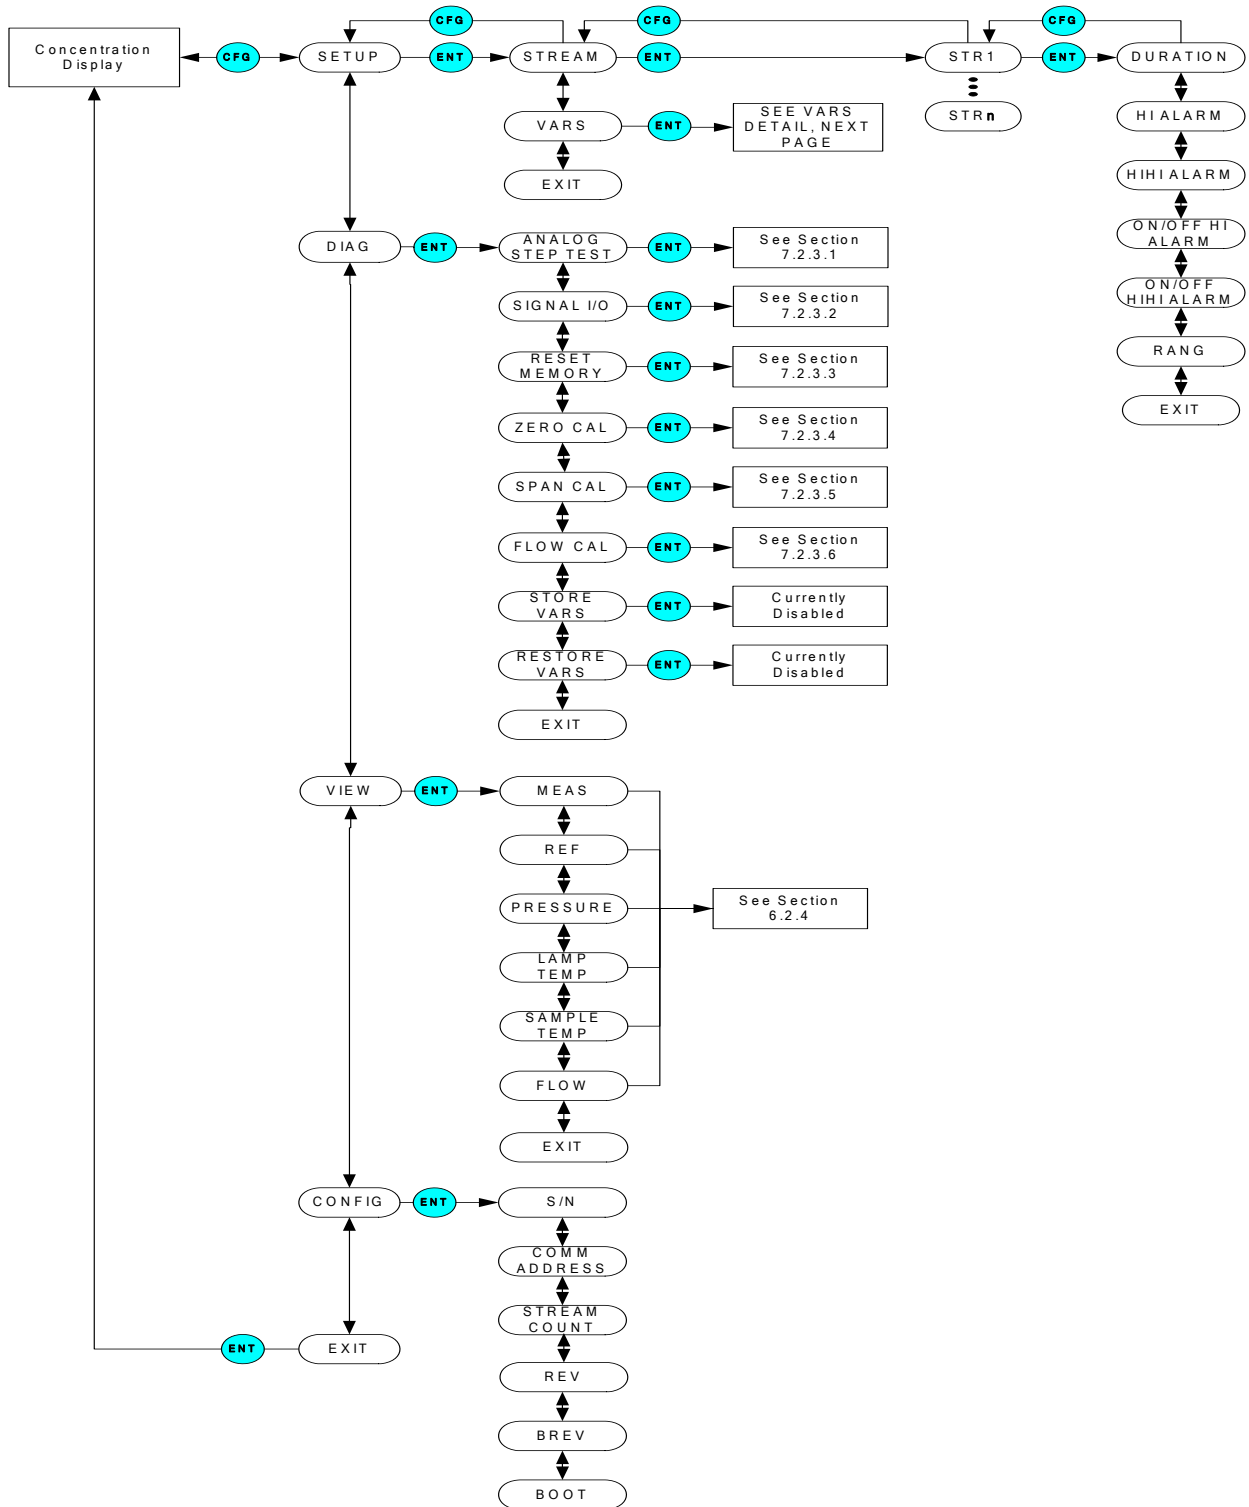 CFG
CFG
CFG
Concentration
Display
CFG
SETUP
ENT
STREAM
ENT
STR1
ENT
DURATION
STRn
VARS
ENT
SEE VARS
DETAIL, NEXT
PAGE
HI ALARM
EXIT
HIHI ALARM
ON/OFF HI
ALARM
ON/OFF
HIHI ALARM
RANG
EXIT
DIAG
ENT
ANALOG
STEP TEST
ENT
See Section
7.2.3.1
SIGNAL I/O
ENT
See Section
7.2.3.2
RESET
MEMORY
ENT
See Section
7.2.3.3
ZERO CAL
ENT
See Section
7.2.3.4
SPAN CAL
ENT
See Section
7.2.3.5
FLOW CAL
ENT
See Section
7.2.3.6
STORE
VARS
ENT
Currently
Disabled
RESTORE
VARS
ENT
Currently
Disabled
EXIT
VIEW
ENT
MEAS
REF
PRESSURE
See Section
6.2.4
LAMP
TEMP
SAMPLE
TEMP
FLOW
EXIT
CONFIG
ENT
S/N
COMM
ADDRESS
STREAM
COUNT
ENT
EXIT
REV
BREV
BOOT